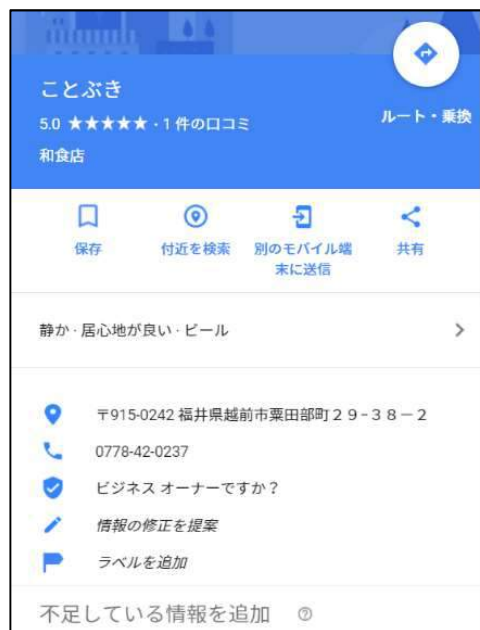 ことぶき
5.0 ★★★★★・1 件の口コミ
和食店
ルート・乗換
保存
付近を検索
別のモバイル端
末に送信
共有
静か · 居心地が良い · ビール
〒915-0242 福井県越前市粟田部町２９−３８−２
0778-42-0237
ビジネス オーナーですか？
情報の修正を提案
ラベルを追加
不足している情報を追加